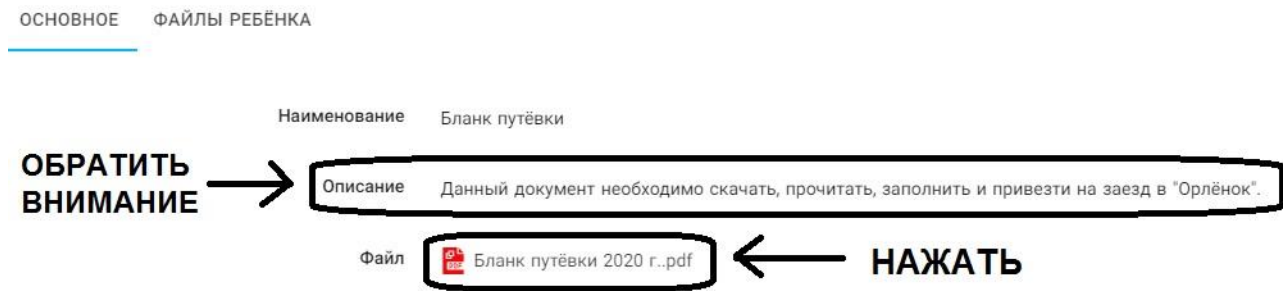 ОСНОВНОЕ ФАЙЛЫ РЕБЁНКА
Наименование Бланк путёвки
ОБРАТИТЬ
ВНИМАНИЕ
Описание Данный документ необходимо скачать, прочитать, заполнить и привезти на заезд в "Орлёнок".
Файл Бланк путёвки 2020 г..pdf НАЖАТЬ